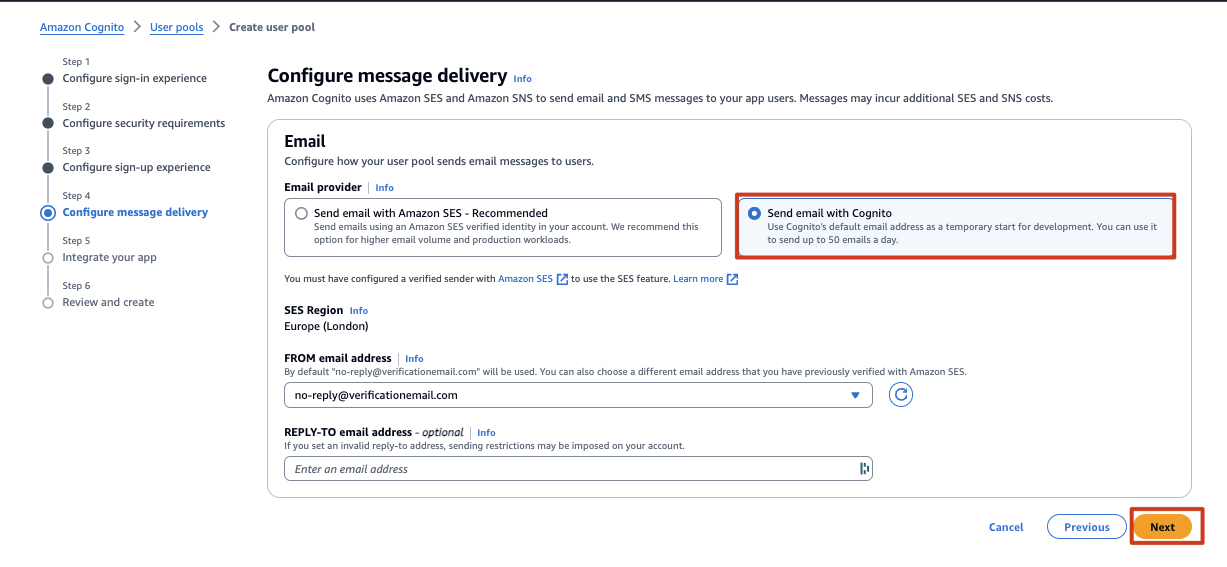 Amazon Cognito > User pools > Create user pool
Step 1
Configure sign-in experience
Step 2
Configure security requirements
Step 3
Configure sign-up experience
Step 4
Configure message delivery
Step 5
Integrate your app
Step 6
Review and create
Configure message delivery Info
Amazon Cognito uses Amazon SES and Amazon SNS to send email and SMS messages to your app users. Messages may incur additional SES and SNS costs.
Email
Configure how your user pool sends email messages to users.
Email provider | Info
Send email with Amazon SES - Recommended
Send emails using an Amazon SES verified identity in your account. We recommend this
option for higher email volume and production workloads.
Send email with Cognito
Use Cognito's default email address as a temporary start for development. You can use it
to send up to 50 emails a day.
You must have configured a verified sender with Amazon SES to use the SES feature. Learn more
SES Region Info
Europe (London)
FROM email address | Info
By default "no-reply@verificationemail.com" will be used. You can also choose a different email address that you have previously verified with Amazon SES.
no-reply@verificationemail.com
REPLY-TO email address - optional | Info
If you set an invalid reply-to address, sending restrictions may be imposed on your account.
Enter an email address
Cancel
Previous
Next